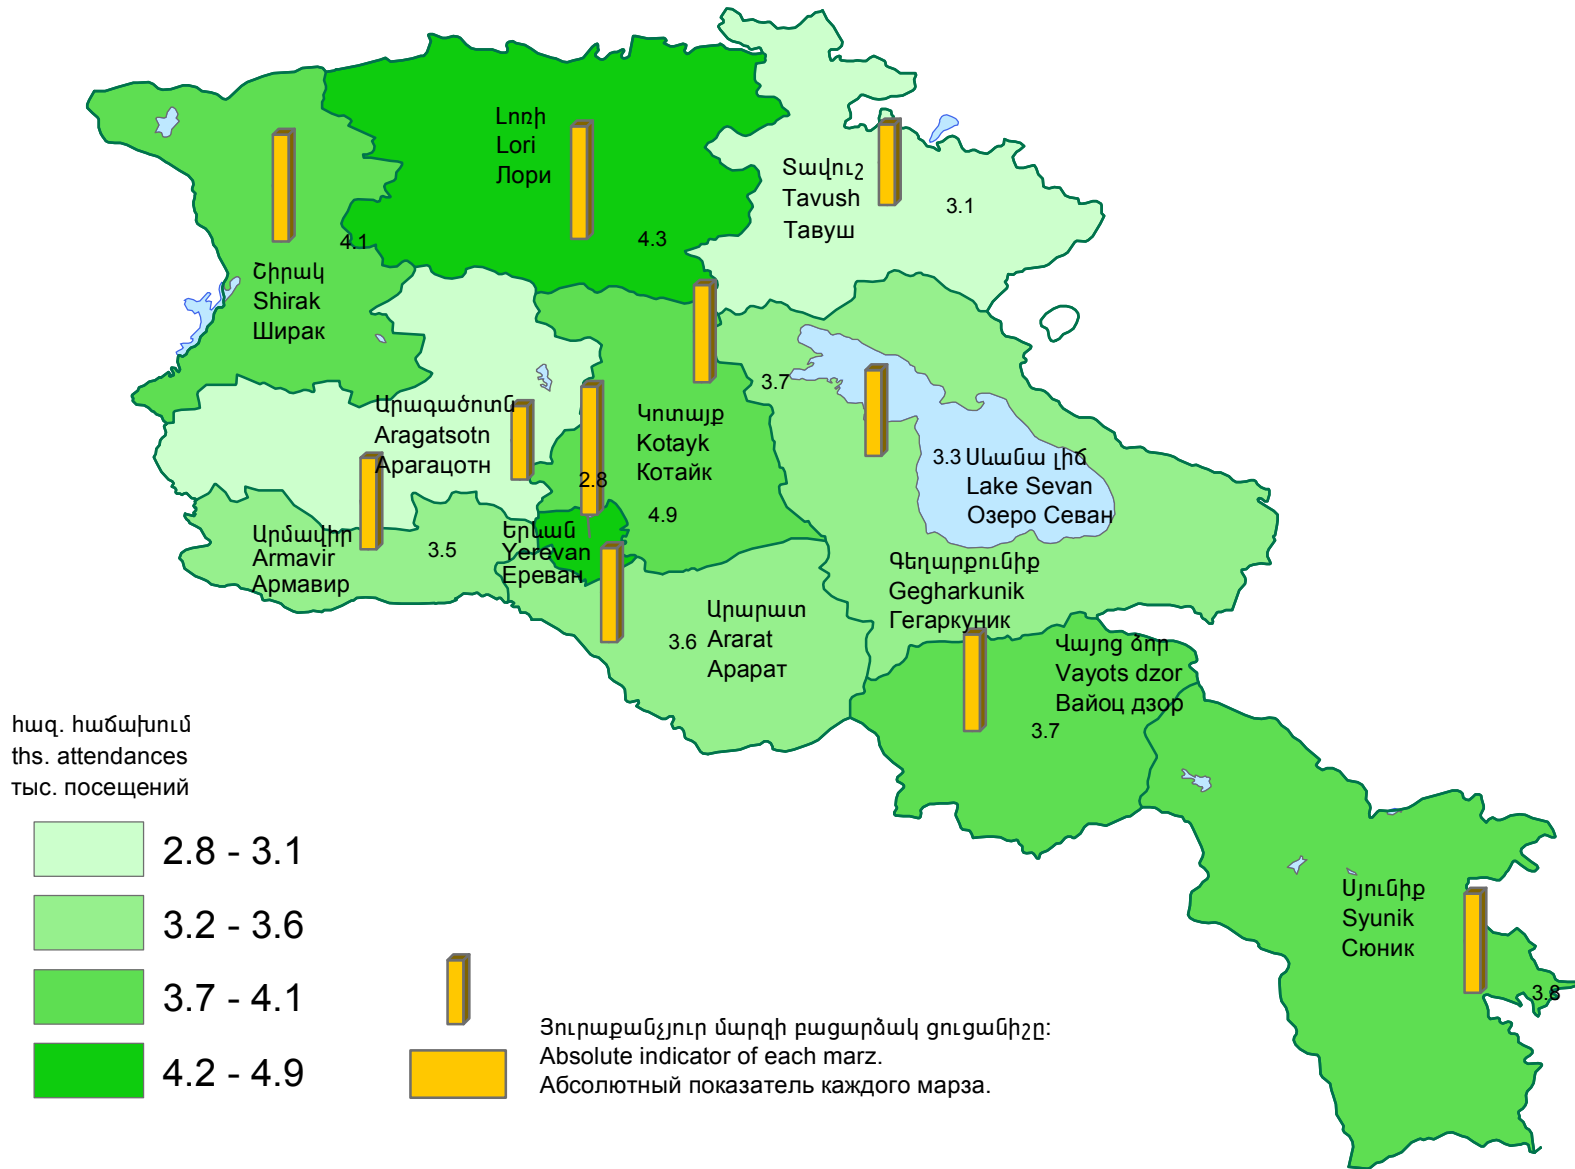 Լոռի
Lori
Лори
4.3
Տավուշ
Tavush
Тавуш
3.1
4.1
Շիրակ
Shirak
Ширак
3.7
Արագածոտն
Aragatsotn
Арагацотн
2.8
Կոտայք
Kotayk
Котайк
4.9
3.3
Սևանա լիճ
Lake Sevan
Озеро Севан
Արմավիր
Armavir
Армавир
3.5
Երևան
Yerevan
Ереван
Գեղարքունիք
Gegharkunik
Гегаркуник
3.6
Արարատ
Ararat
Арарат
Վայոց ձոր
Vayots dzor
Вайоц дзор
3.7
հազ. հաճախում
ths. attendances
тыс. посещений
2.8 - 3.1
3.2 - 3.6
3.7 - 4.1
4.2 - 4.9
Սյունիք
Syunik
Сюник
3.8
Յուրաքանչյուր մարզի բացարձակ ցուցանիշը:
Absolute indicator of each marz.
Абсолютный показатель каждого марза.